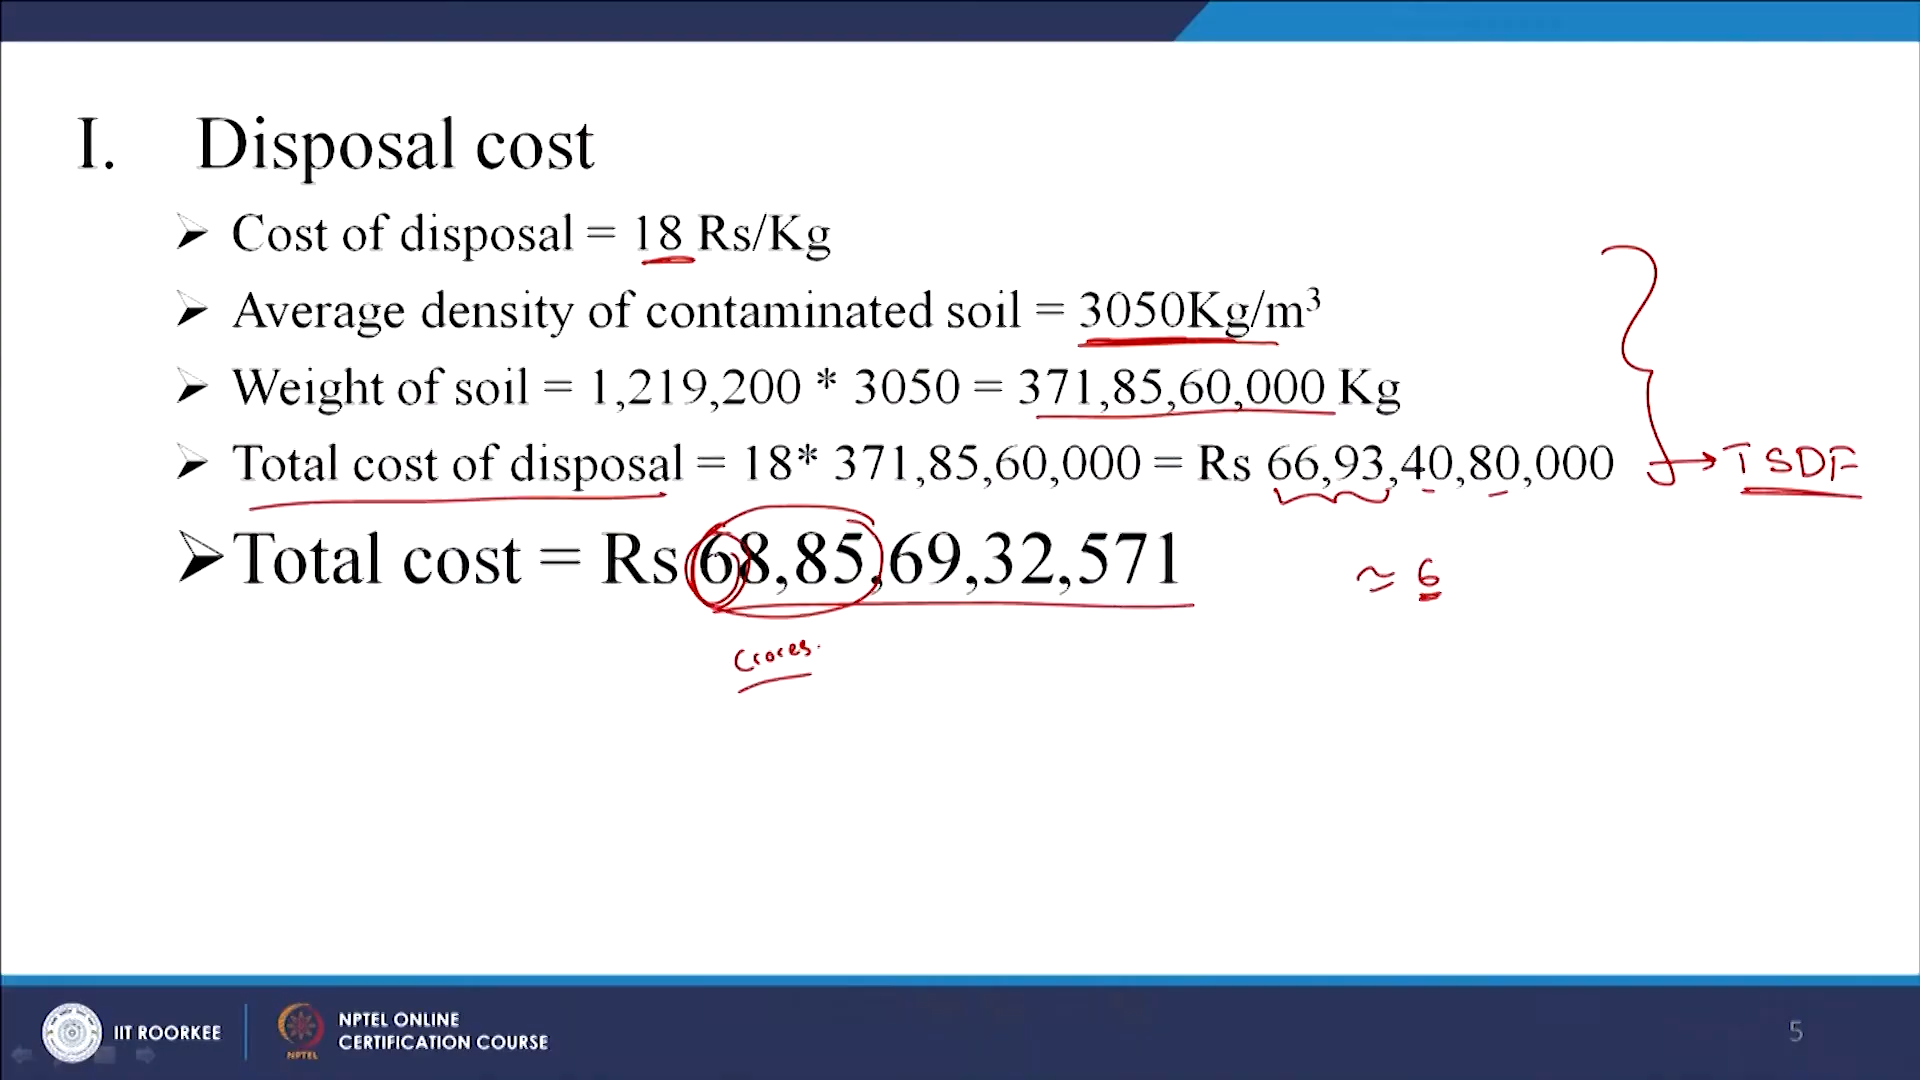 I. Disposal cost
➢ Cost of disposal = 18 Rs/Kg
➢ Average density of contaminated soil = 3050Kg/m³
➢ Weight of soil = 1,219,200 * 3050 = 371,85,60,000 Kg
➢ Total cost of disposal = 18* 371,85,60,000 = Rs 66,93,40,80,000 → TSDF
➢ Total cost = Rs 68,85,69,32,571 ≈ 6
Crores.
IIT ROORKEE
NPTEL
NPTEL ONLINE
CERTIFICATION COURSE
5